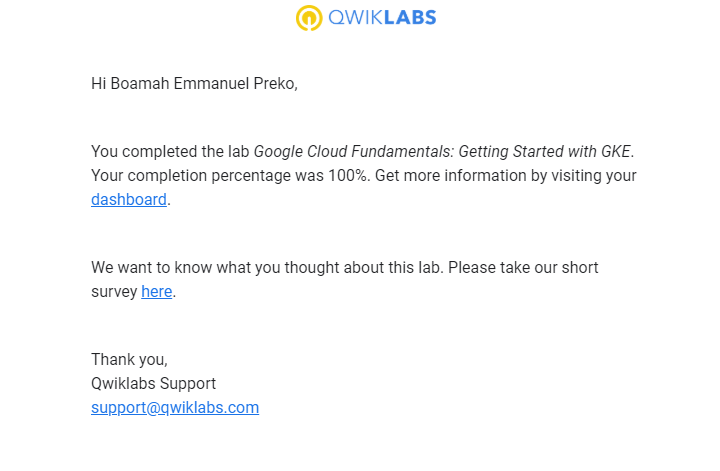 QWIKLABS
Hi Boamah Emmanuel Preko,
You completed the lab Google Cloud Fundamentals: Getting Started with GKE.
Your completion percentage was 100%. Get more information by visiting your
dashboard.
We want to know what you thought about this lab. Please take our short
survey here.
Thank you,
Qwiklabs Support
support@qwiklabs.com